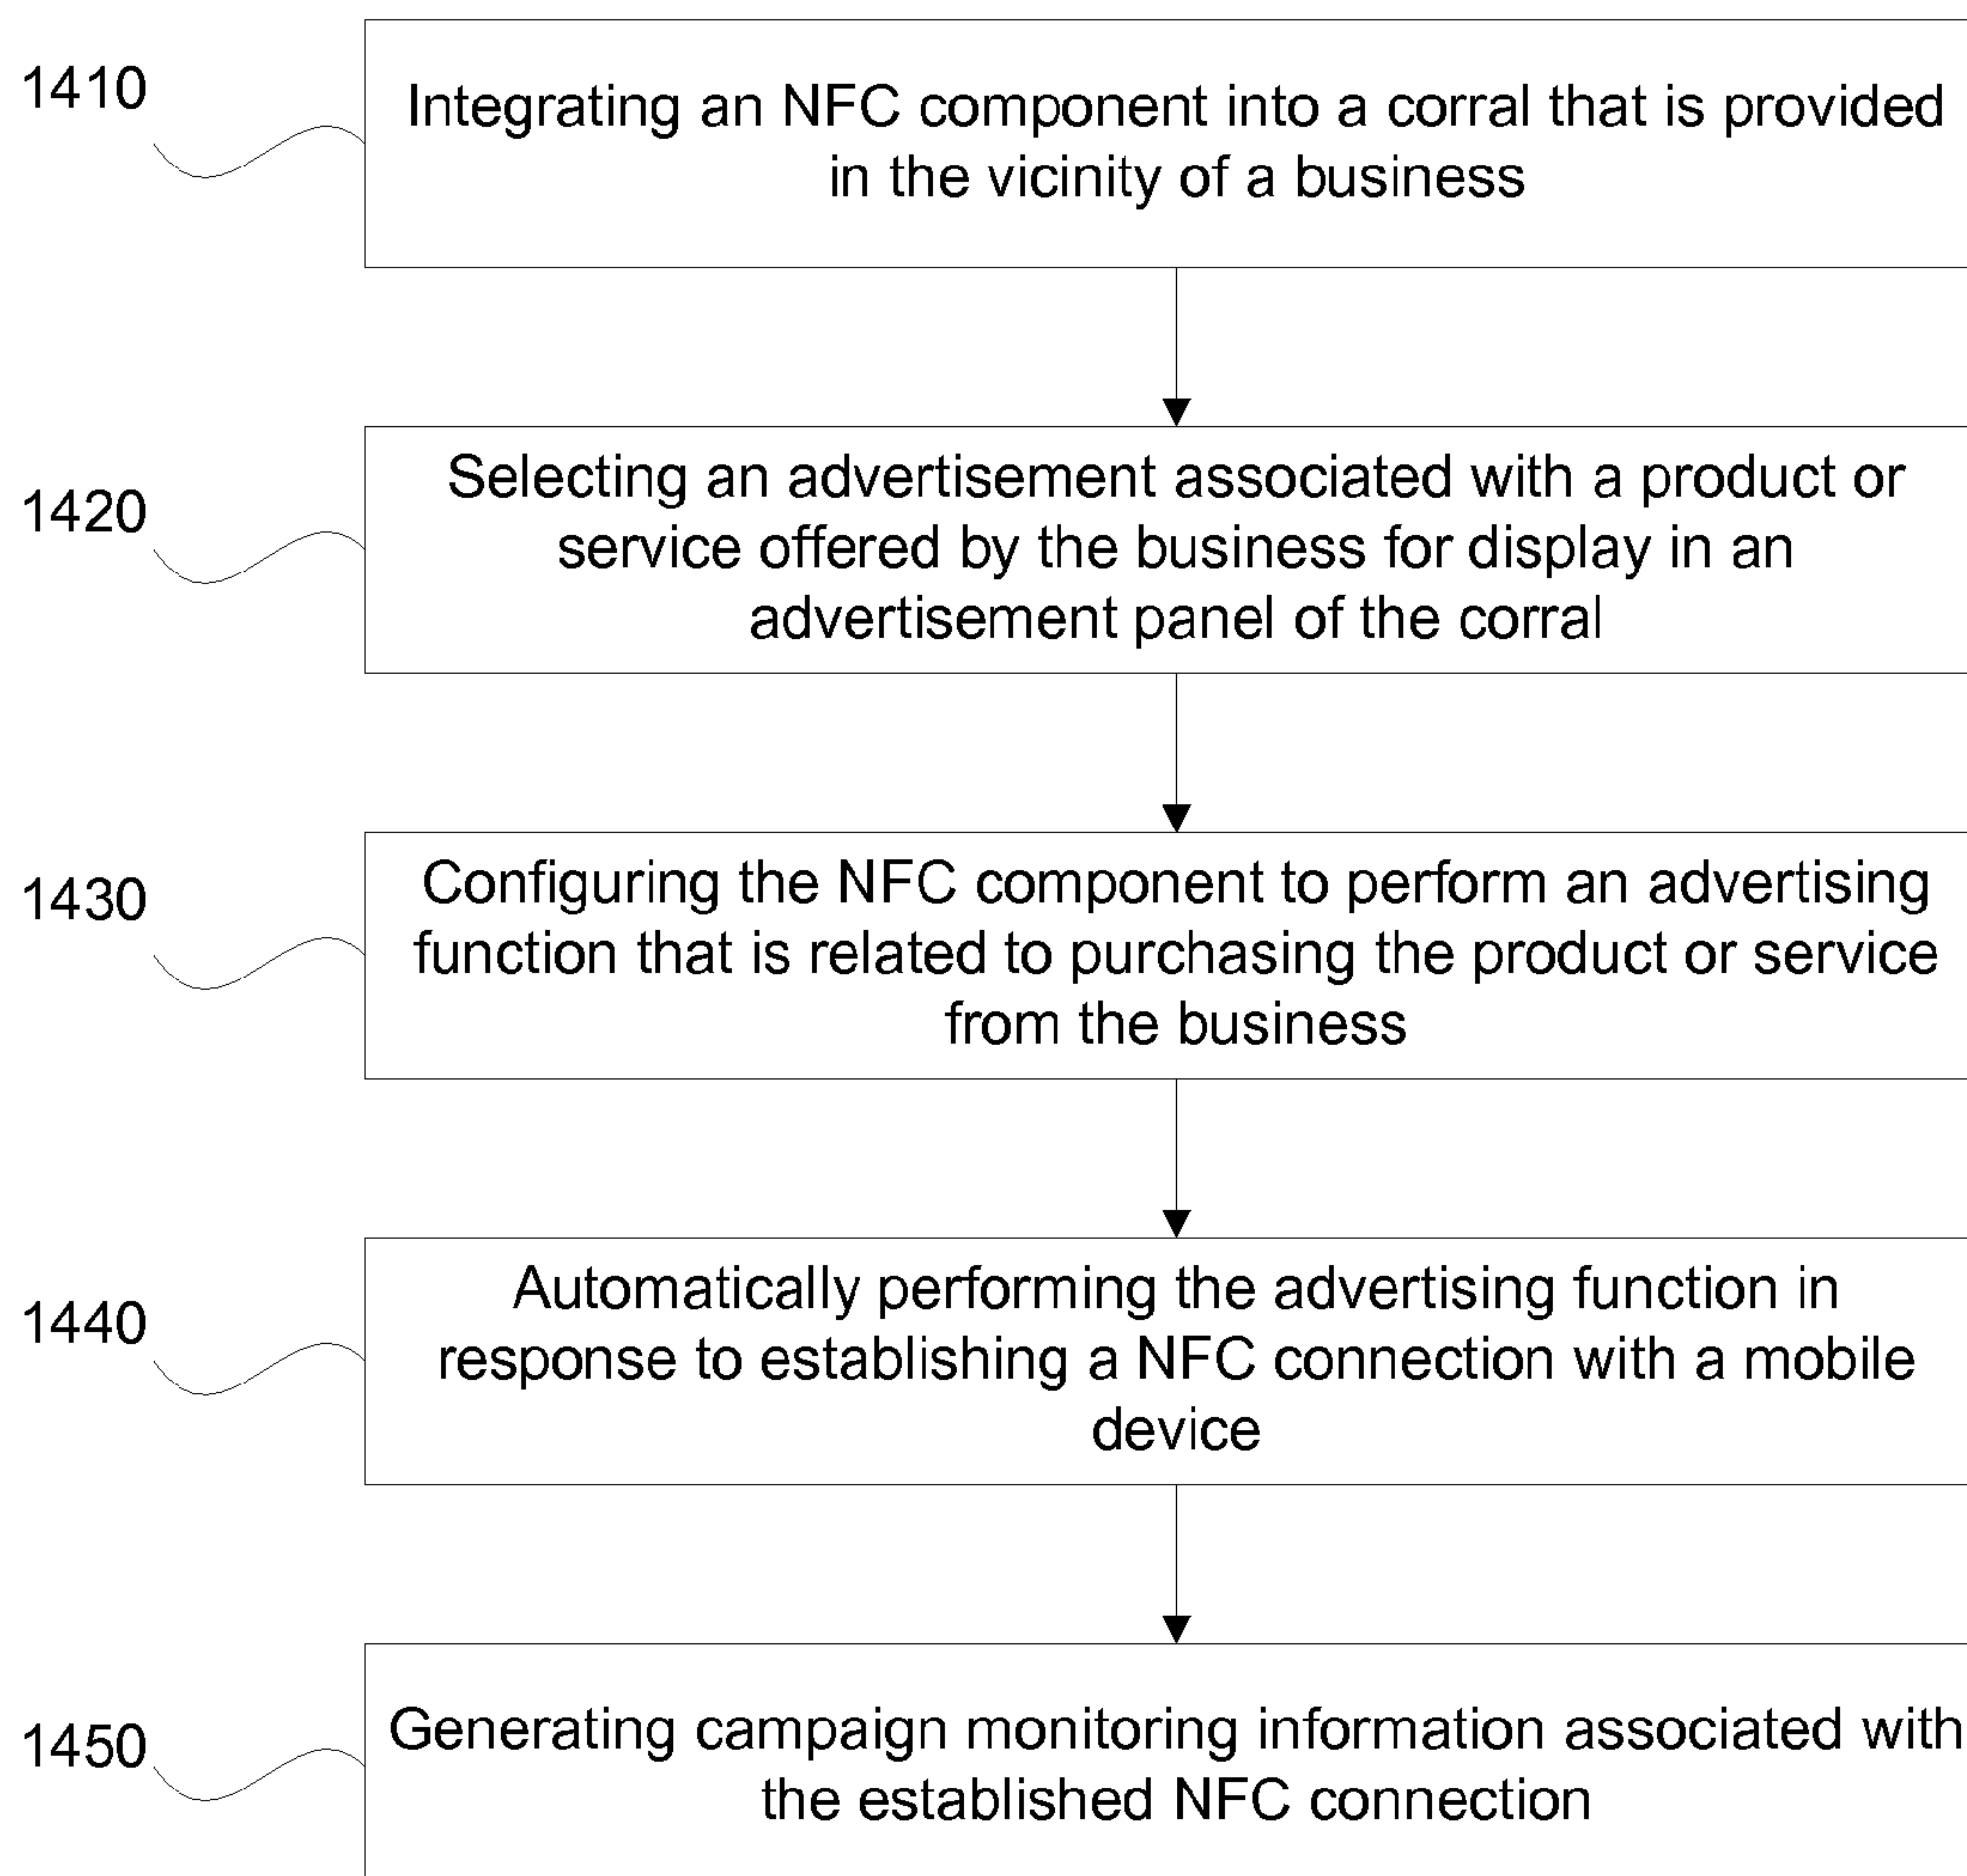 1410
Integrating an NFC component into a corral that is provided
in the vicinity of a business
1420
Selecting an advertisement associated with a product or
service offered by the business for display in an
advertisement panel of the corral
1430
Configuring the NFC component to perform an advertising
function that is related to purchasing the product or service
from the business
1440
Automatically performing the advertising function in
response to establishing a NFC connection with a mobile
device
1450
Generating campaign monitoring information associated with
the established NFC connection